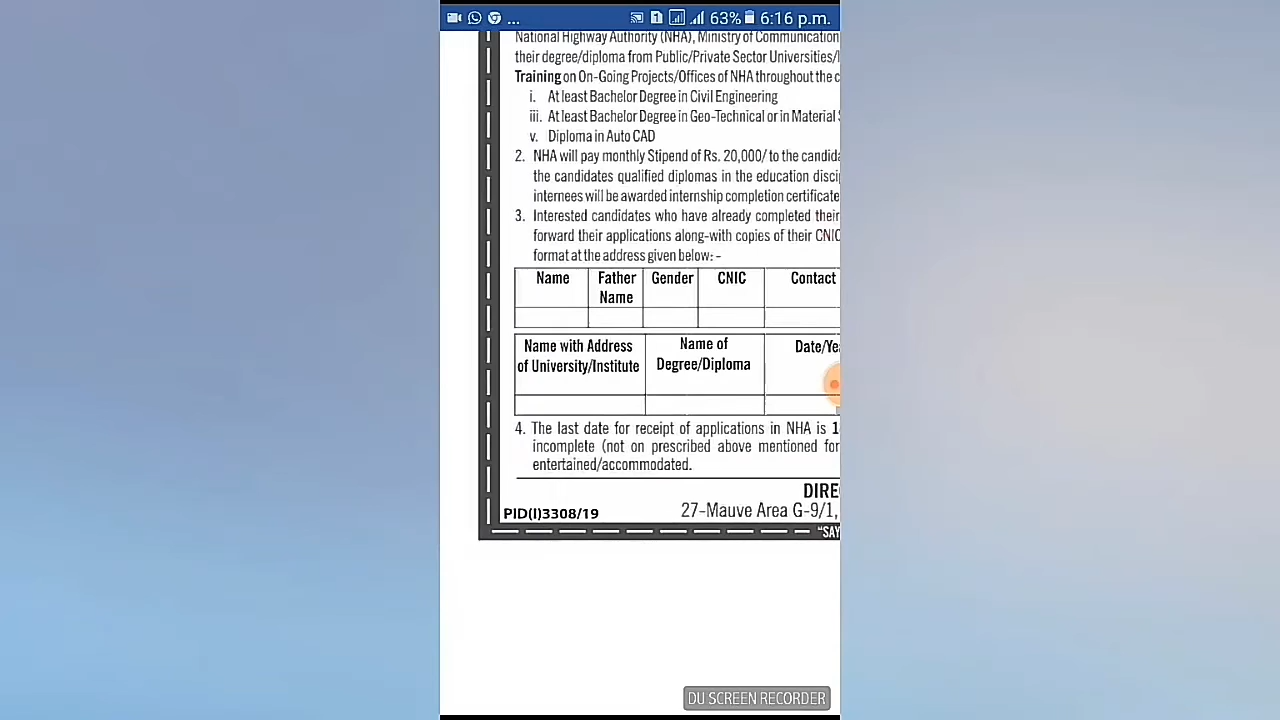 ... 63% 6:16 p.m.
National Highway Authority (NHA), Ministry of Communication
their degree/diploma from Public/Private Sector Universities/
Training on On-Going Projects/Offices of NHA throughout the
i. At least Bachelor Degree in Civil Engineering
iii. At least Bachelor Degree in Geo-Technical or in Material
v. Diploma in Auto CAD
2. NHA will pay monthly Stipend of Rs. 20,000/ to the
the candidates qualified diplomas in the education
internees will be awarded internship completion certificate
3. Interested candidates who have already completed their
forward their applications along-with copies of their CNIC
format at the address given below: -
Name Father Gender CNIC Contact
Name
Name with Address Name of Date/
of University/Institute Degree/Diploma
4. The last date for receipt of applications in NHA is 1
incomplete (not on prescribed above mentioned for
entertained/accommodated.
DIRE
27-Mauve Area G-9/1,
PID(I)3308/19
"SAY
DU SCREEN RECORDER